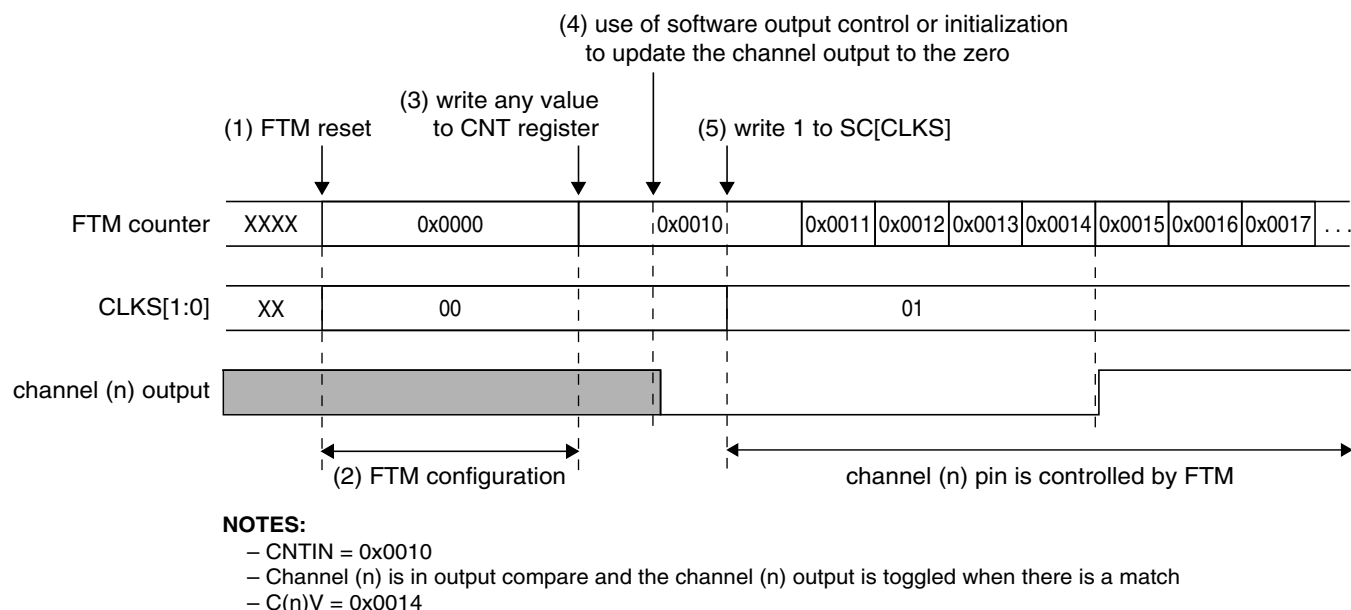 (4) use of software output control or initialization
to update the channel output to the zero
(3) write any value
to CNT register
(1) FTM reset
(5) write 1 to SC[CLKS]
FTM counter
XXXX
0x0000
0x0010
0x0011
0x0012
0x0013
0x0014
0x0015
0x0016
0x0017
. . .
CLKS[1:0]
XX
00
01
channel (n) output
(2) FTM configuration
channel (n) pin is controlled by FTM
NOTES:
– CNTIN = 0x0010
– Channel (n) is in output compare and the channel (n) output is toggled when there is a match
– C(n)V = 0x0014